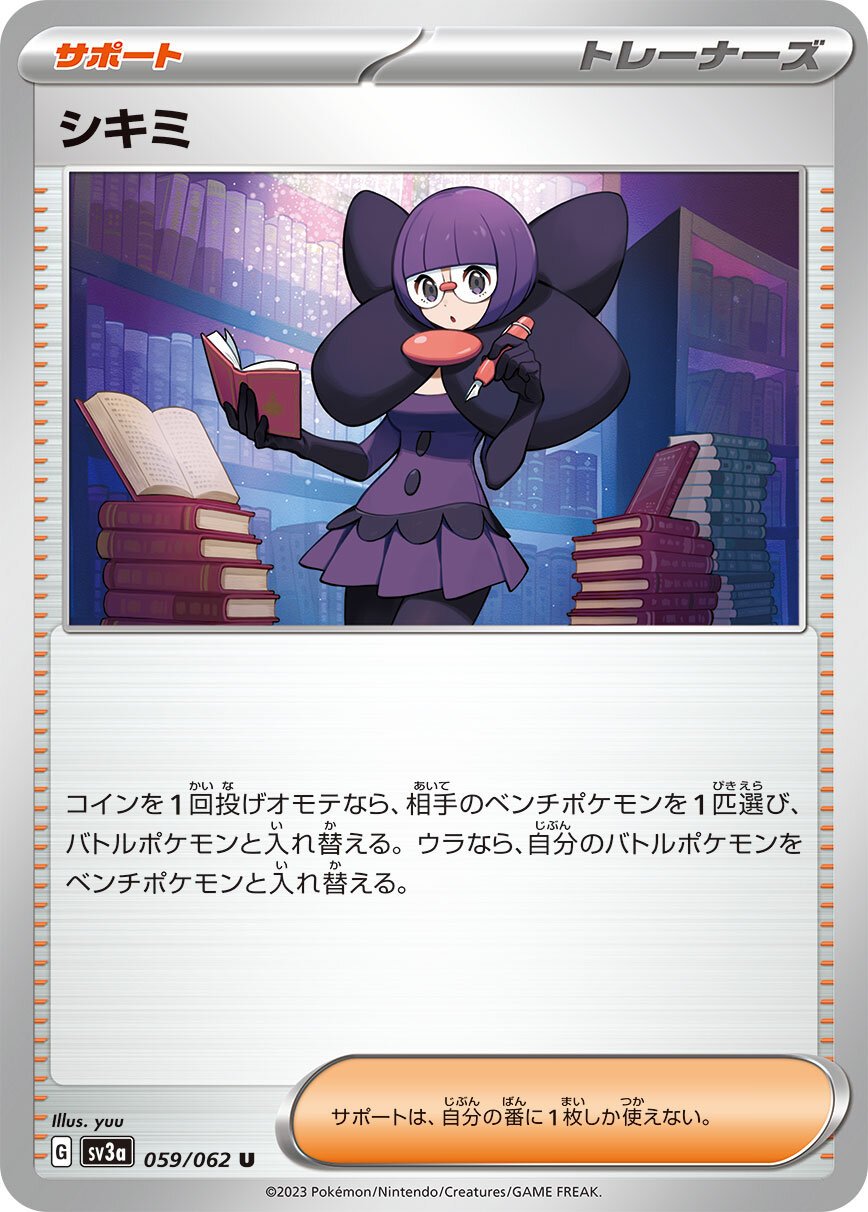 サポート
トレーナーズ
シキミ
コインを1回投げオモテなら、相手のベンチポケモンを1匹選び、
バトルポケモンと入れ替える。ウラなら、自分のバトルポケモンを
ベンチポケモンと入れ替える。
サポートは、自分の番に1枚しか使えない。
Illus. yuu
G sv3a 059/062 U
©2023 Pokémon/Nintendo/Creatures/GAME FREAK.